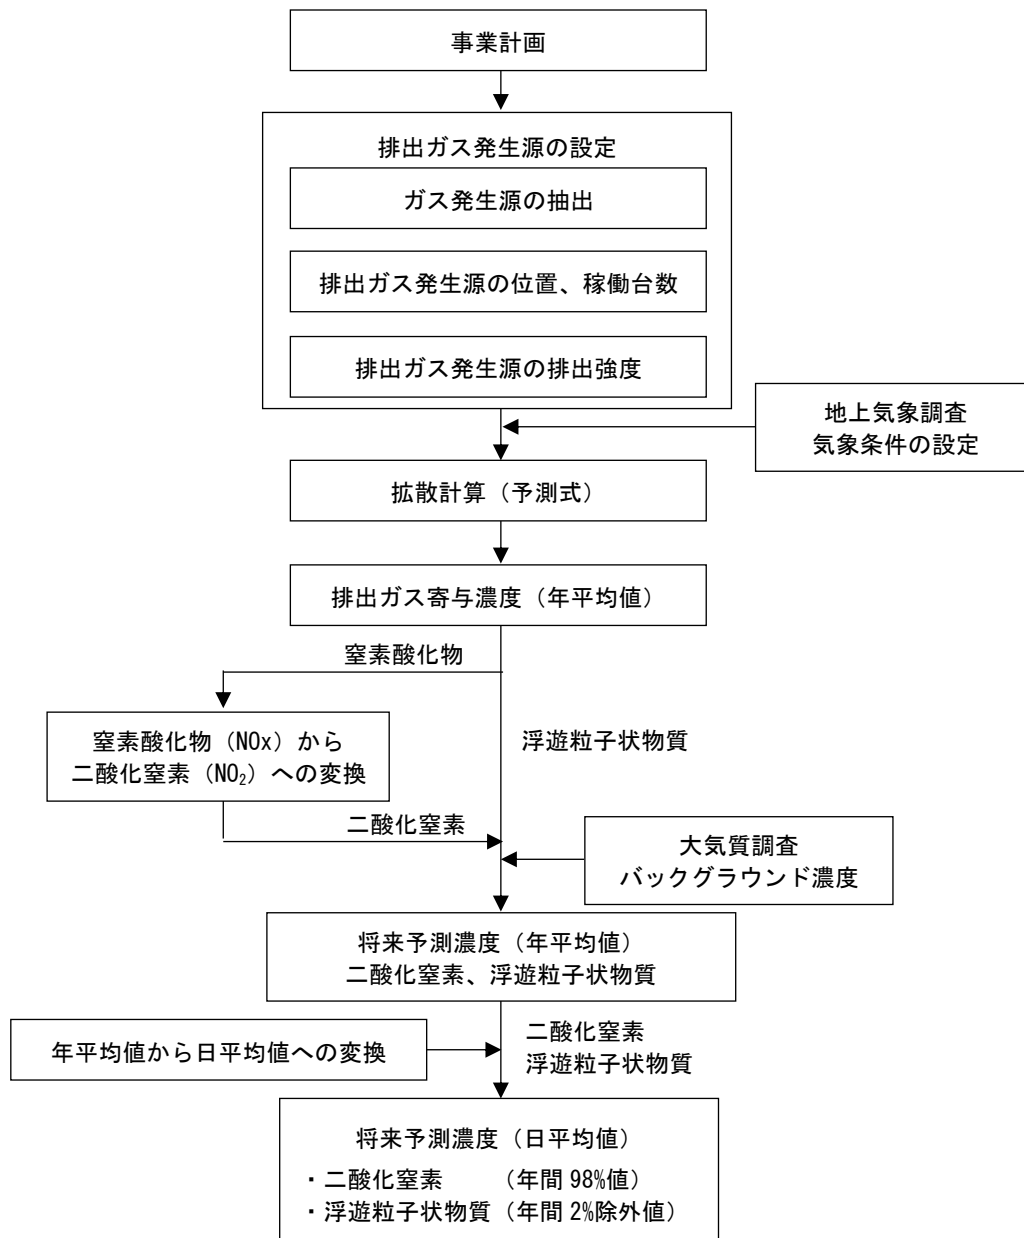 事業計画
排出ガス発生源の設定
ガス発生源の抽出
排出ガス発生源の位置、稼働台数
排出ガス発生源の排出強度
地上気象調査
気象条件の設定
拡散計算（予測式）
排出ガス寄与濃度（年平均値）
窒素酸化物
窒素酸化物（NOx）から
二酸化窒素（NO₂）への変換
浮遊粒子状物質
二酸化窒素
大気質調査
バックグラウンド濃度
将来予測濃度（年平均値）
二酸化窒素、浮遊粒子状物質
年平均値から日平均値への変換
二酸化窒素
浮遊粒子状物質
将来予測濃度（日平均値）
・二酸化窒素　　（年間 98%値）
・浮遊粒子状物質（年間 2%除外値）